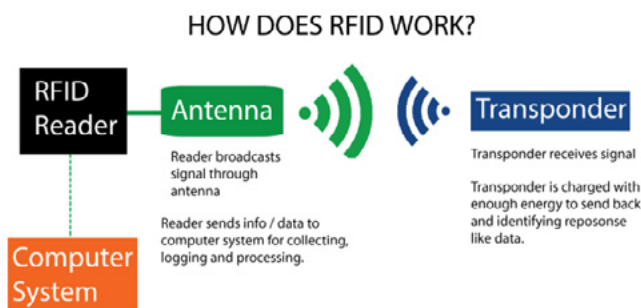 HOW DOES RFID WORK?
RFID
Reader
Antenna
Reader broadcasts
signal through
antenna
Reader sends info / data to
computer system for collecting,
logging and processing.
Transponder
Transponder receives signal
Transponder is charged with
enough energy to send back
and identifying reposonse
like data.
Computer
System